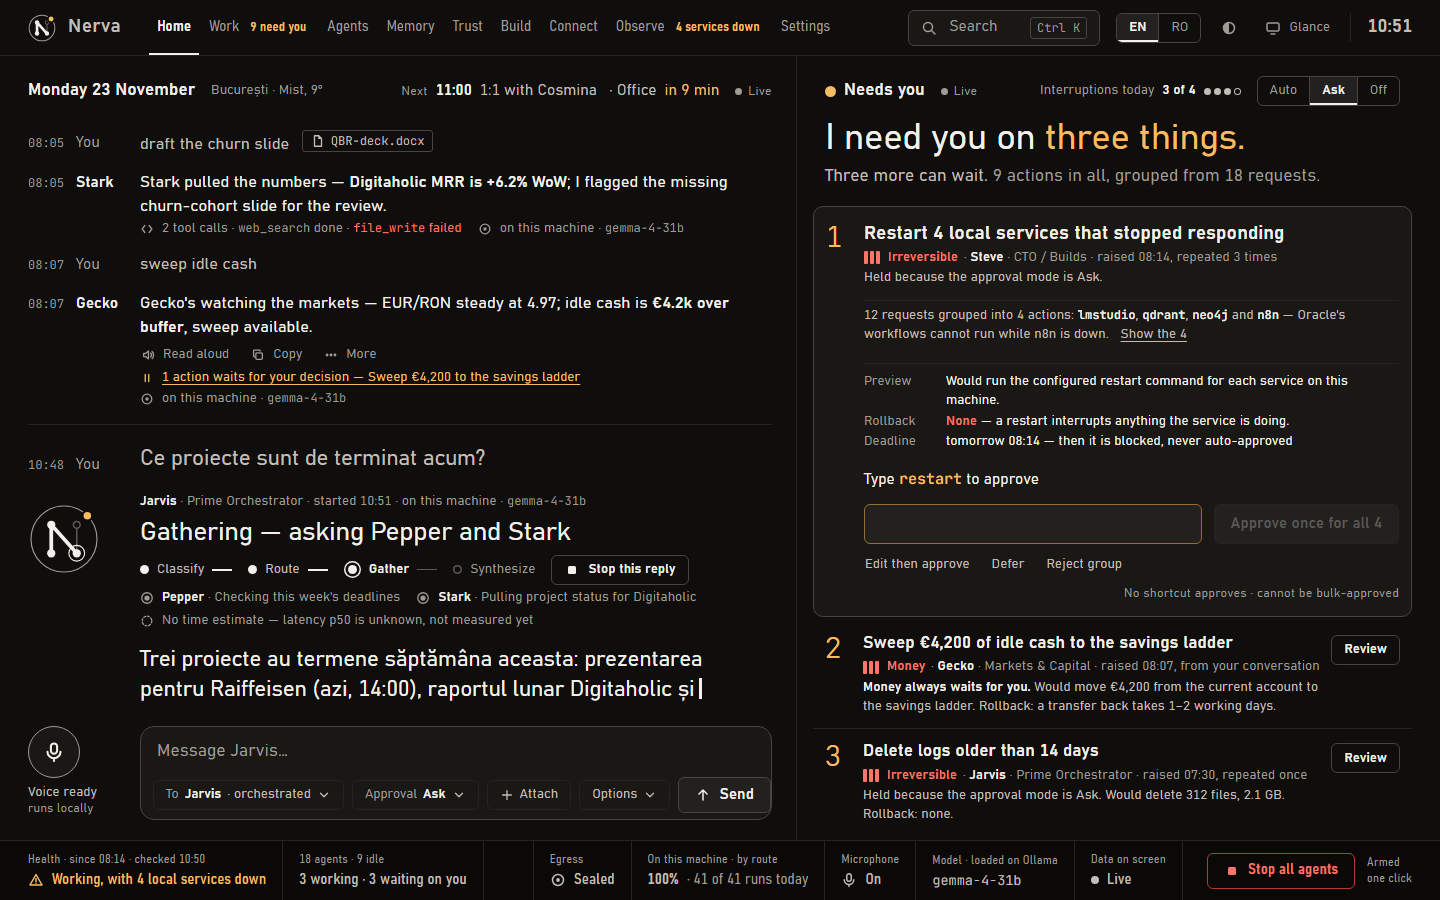 Nerva
Home
Work 9 need you
Agents
Memory
Trust
Build
Connect
Observe 4 services down
Settings
Search Ctrl K
EN RO
Glance
10:51
Monday 23 November București · Mist, 9°
Next 11:00 1:1 with Cosmina · Office in 9 min Live
08:05 You draft the churn slide QBR-deck.docx
08:05 Stark Stark pulled the numbers — Digitaholic MRR is +6.2% WoW; I flagged the missing
churn-cohort slide for the review.
2 tool calls · web_search done · file_write failed on this machine · gemma-4-31b
08:07 You sweep idle cash
08:07 Gecko Gecko's watching the markets — EUR/RON steady at 4.97; idle cash is €4.2k over
buffer, sweep available.
Read aloud Copy More
1 action waits for your decision — Sweep €4,200 to the savings ladder
on this machine · gemma-4-31b
10:48 You Ce proiecte sunt de terminat acum?
Jarvis · Prime Orchestrator · started 10:51 · on this machine · gemma-4-31b
Gathering — asking Pepper and Stark
Classify Route Gather Synthesize Stop this reply
Pepper · Checking this week's deadlines Stark · Pulling project status for Digitaholic
No time estimate — latency p50 is unknown, not measured yet
Trei proiecte au termene săptămâna aceasta: prezentarea
pentru Raiffeisen (azi, 14:00), raportul lunar Digitaholic și
Voice ready
runs locally
Message Jarvis…
To Jarvis · orchestrated Approval Ask Attach Options Send
Needs you Live
Interruptions today 3 of 4 Auto Ask Off
I need you on three things.
Three more can wait. 9 actions in all, grouped from 18 requests.
1 Restart 4 local services that stopped responding
Irreversible · Steve · CTO / Builds · raised 08:14, repeated 3 times
Held because the approval mode is Ask.
12 requests grouped into 4 actions: lmstudio, qdrant, neo4j and n8n — Oracle's
workflows cannot run while n8n is down. Show the 4
Preview Would run the configured restart command for each service on this
machine.
Rollback None — a restart interrupts anything the service is doing.
Deadline tomorrow 08:14 — then it is blocked, never auto-approved
Type restart to approve
Approve once for all 4
Edit then approve Defer Reject group
No shortcut approves · cannot be bulk-approved
2 Sweep €4,200 of idle cash to the savings ladder Review
Money · Gecko · Markets & Capital · raised 08:07, from your conversation
Money always waits for you. Would move €4,200 from the current account to
the savings ladder. Rollback: a transfer back takes 1–2 working days.
3 Delete logs older than 14 days Review
Irreversible · Jarvis · Prime Orchestrator · raised 07:30, repeated once
Held because the approval mode is Ask. Would delete 312 files, 2.1 GB.
Rollback: none.
Health · since 08:14 · checked 10:50
Working, with 4 local services down
18 agents · 9 idle
3 working · 3 waiting on you
Egress
Sealed
On this machine · by route
100% · 41 of 41 runs today
Microphone
On
Model · loaded on Ollama
gemma-4-31b
Data on screen
Live
Stop all agents
Armed
one click